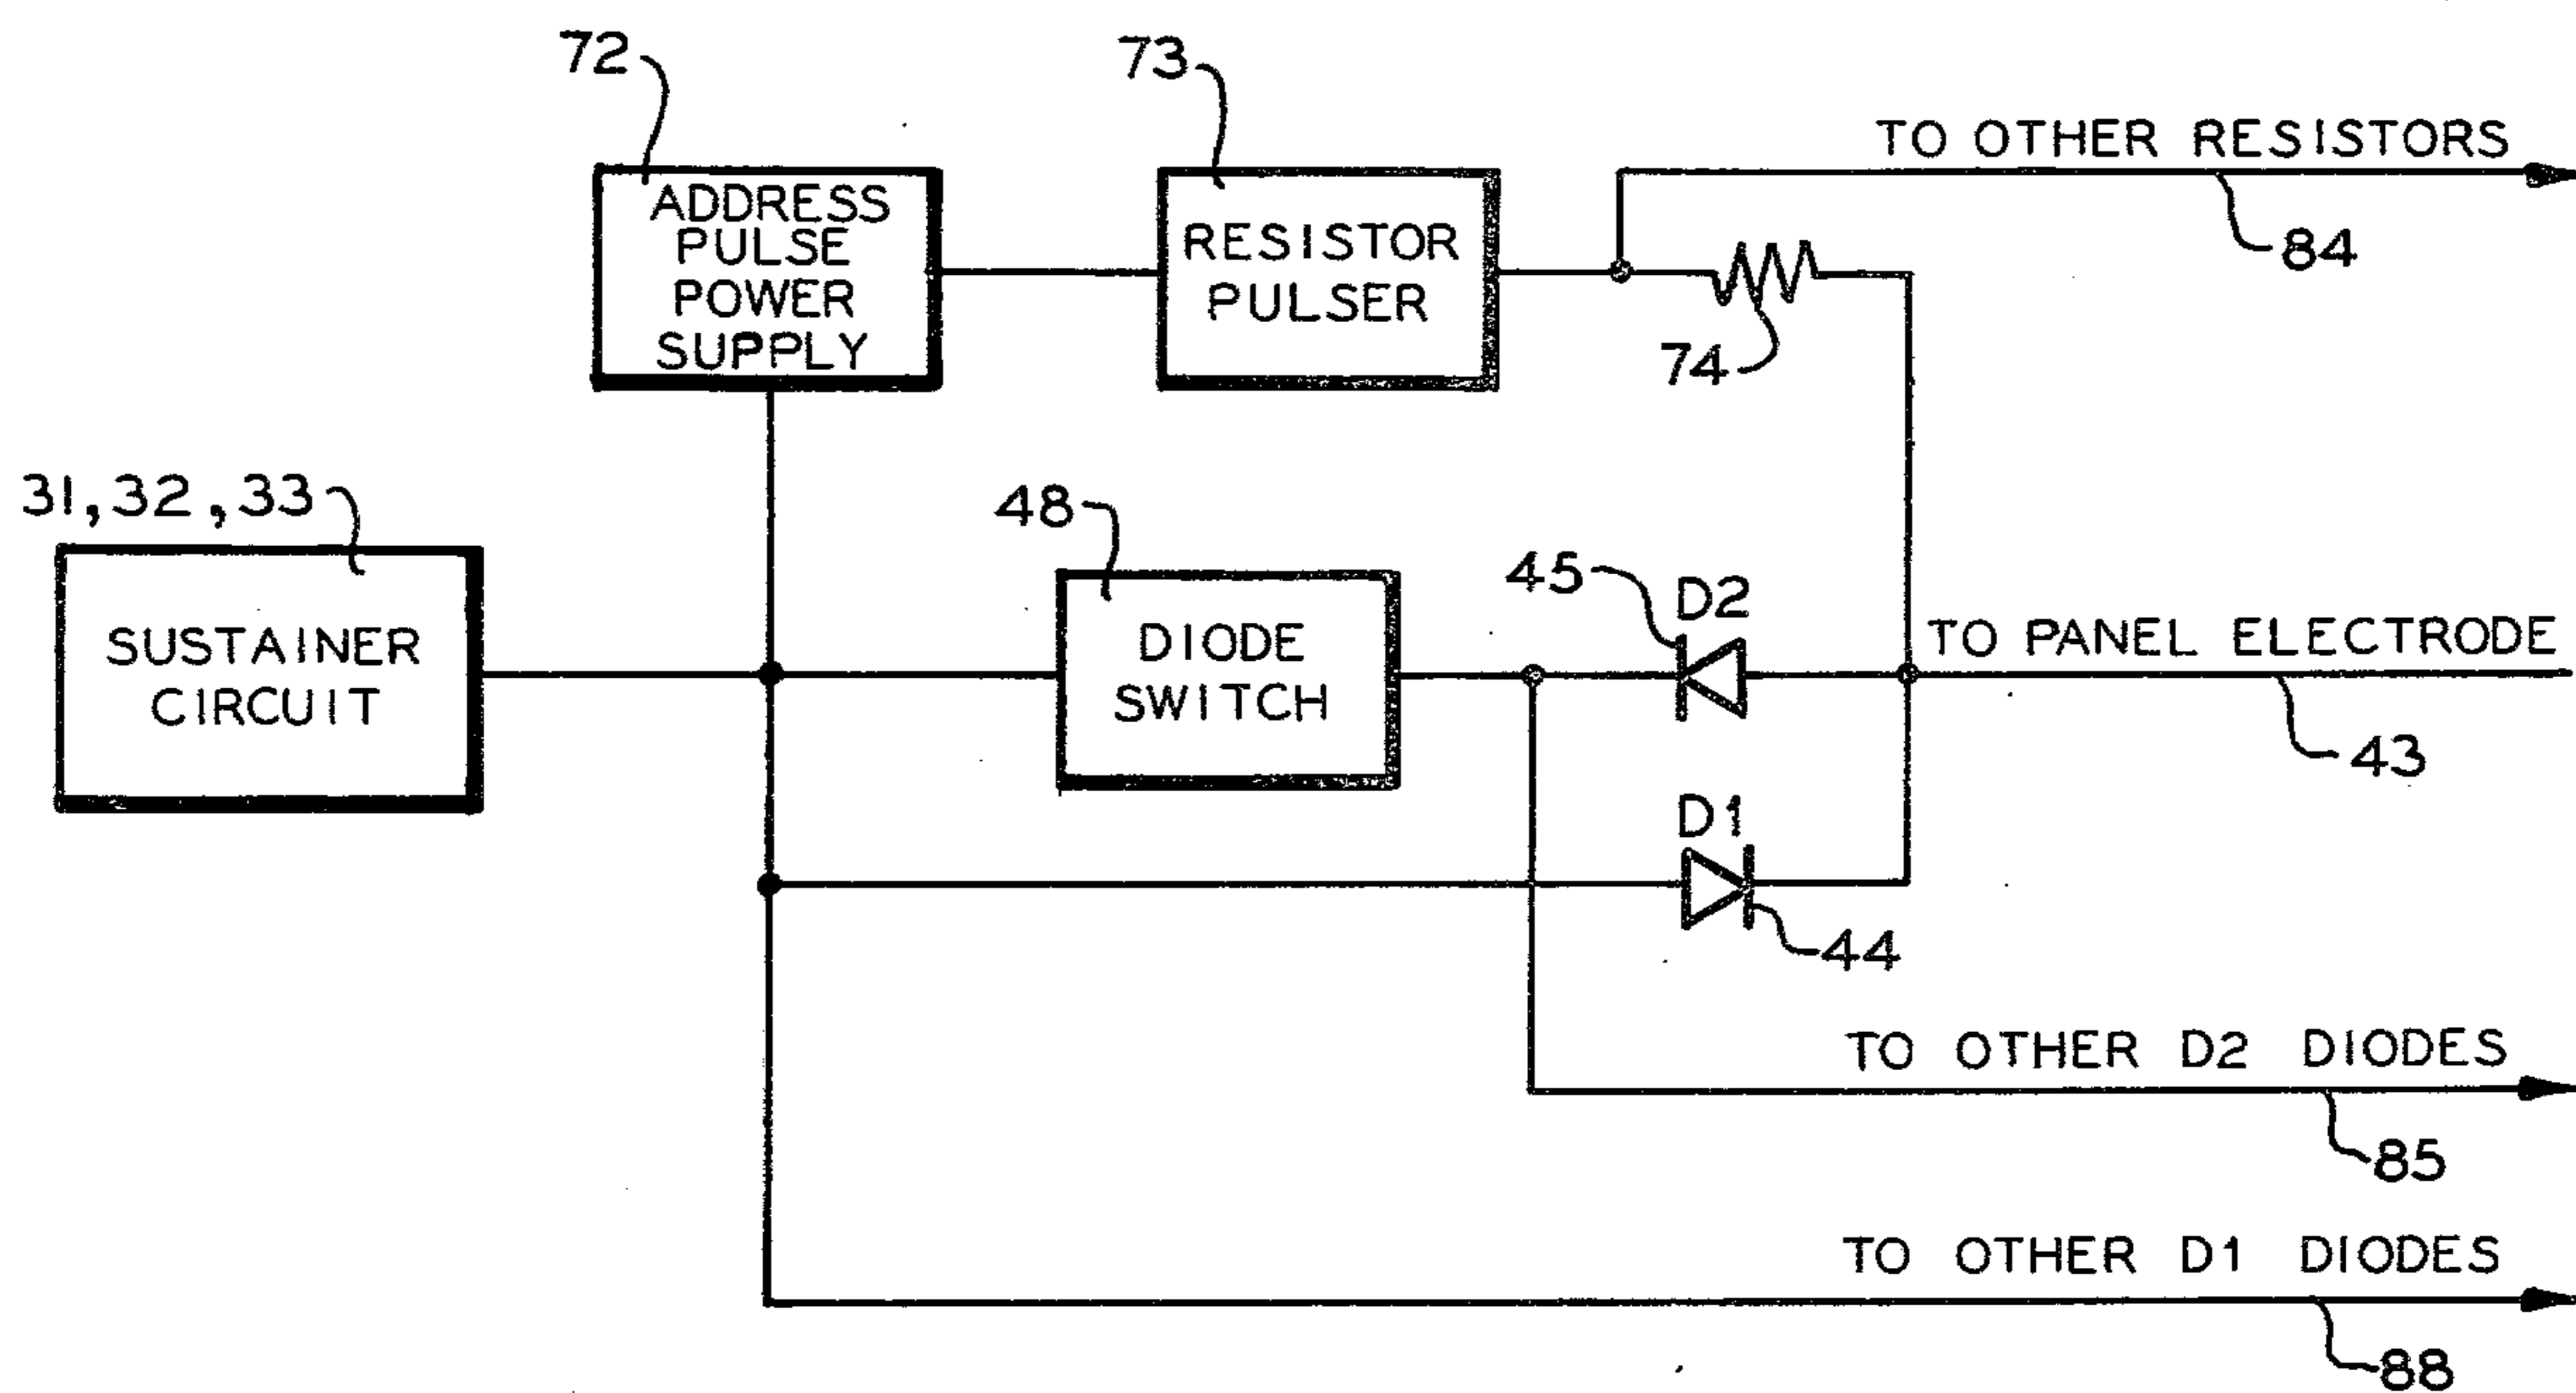 72
73
TO OTHER RESISTORS
84
ADDRESS
PULSE
POWER
SUPPLY
RESISTOR
PULSER
74
31, 32, 33
48
45
D2
TO PANEL ELECTRODE
43
SUSTAINER
CIRCUIT
DIODE
SWITCH
D1
44
TO OTHER D2 DIODES
85
TO OTHER D1 DIODES
88